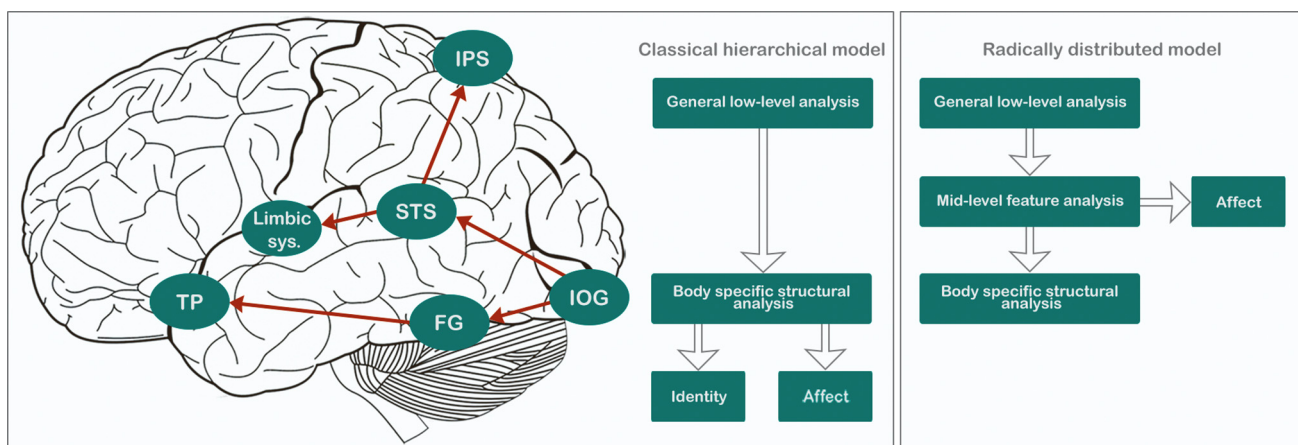 IPS
STS
Limbic
sys.
TP
FG
IOG
Classical hierarchical model
General low-level analysis
Body specific structural
analysis
Identity
Affect
Radically distributed model
General low-level analysis
Mid-level feature analysis
Affect
Body specific structural
analysis